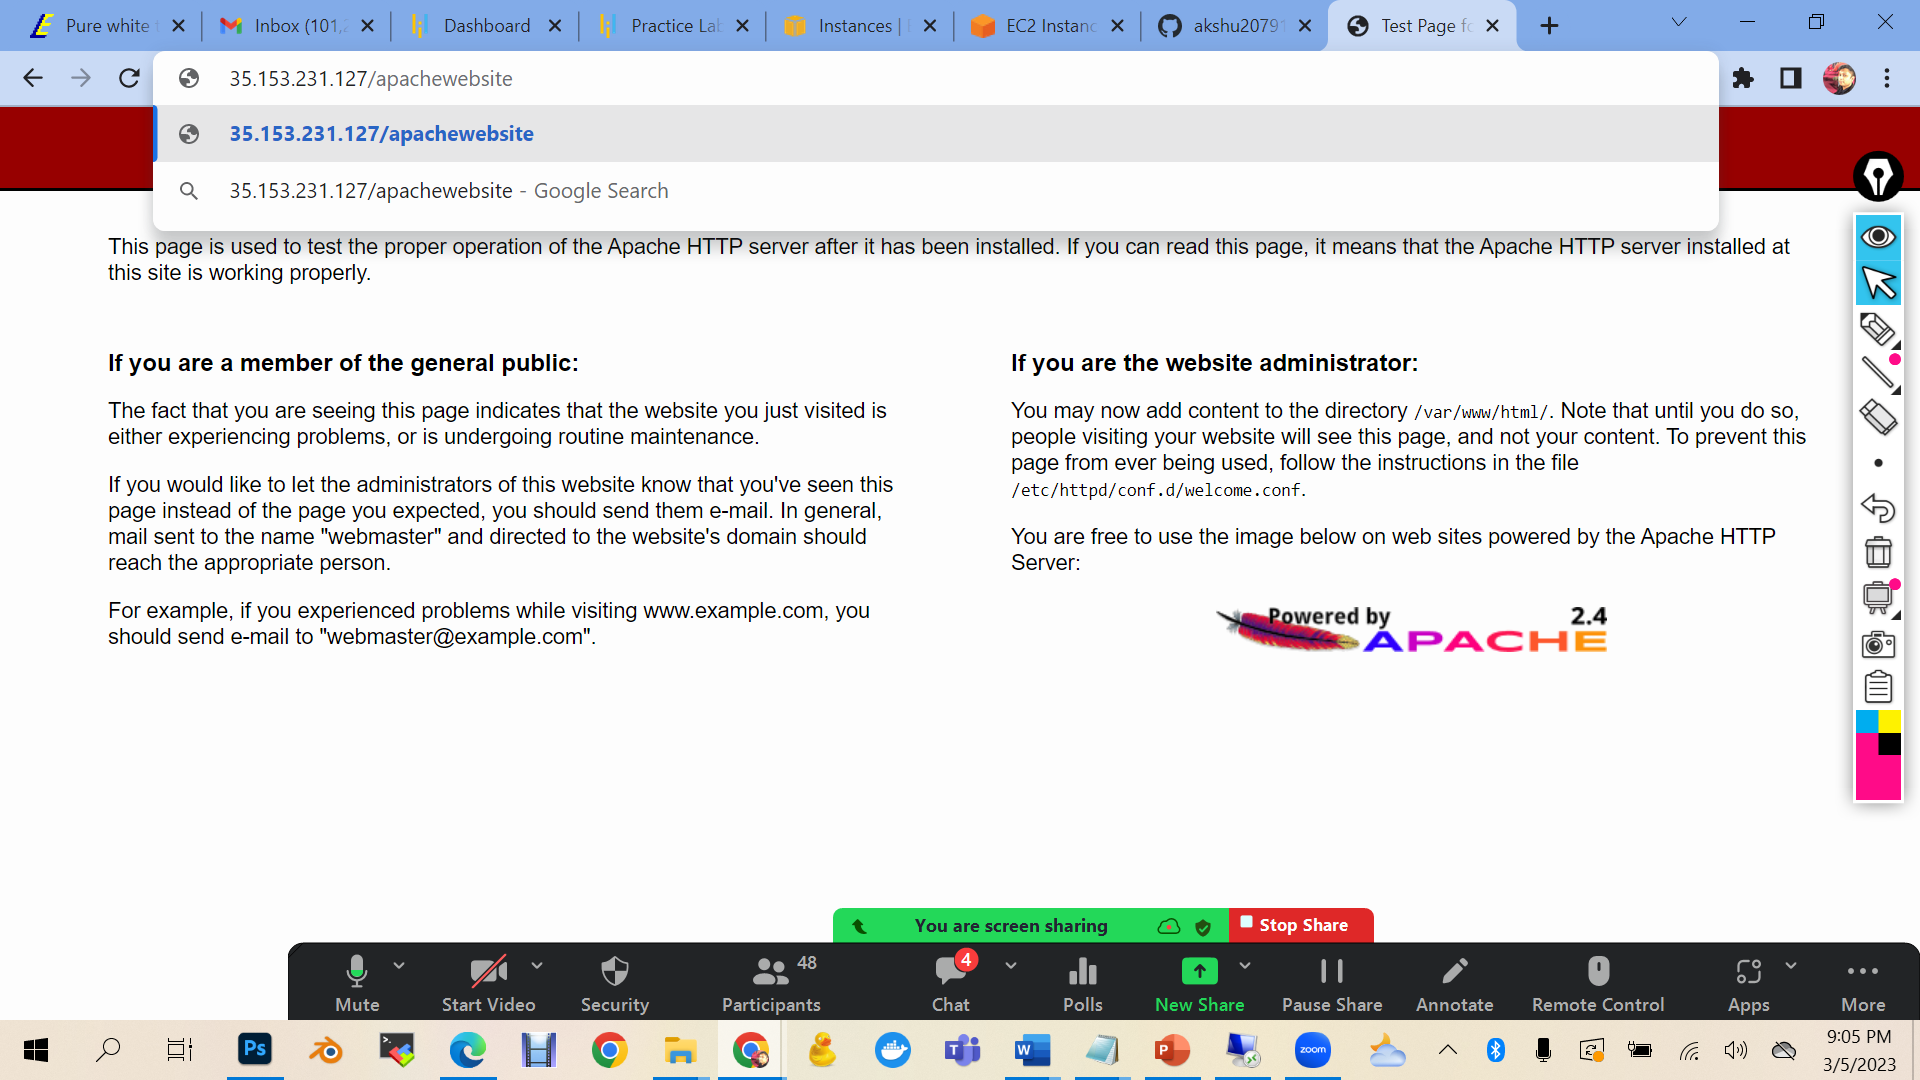 Pure white
Inbox (101,2
Dashboard
Practice Lab
Instances |
EC2 Instanc
akshu20791
Test Page fo
35.153.231.127/apachewebsite
35.153.231.127/apachewebsite
35.153.231.127/apachewebsite - Google Search
This page is used to test the proper operation of the Apache HTTP server after it has been installed. If you can read this page, it means that the Apache HTTP server installed at
this site is working properly.
If you are a member of the general public:
The fact that you are seeing this page indicates that the website you just visited is
either experiencing problems, or is undergoing routine maintenance.
If you would like to let the administrators of this website know that you've seen this
page instead of the page you expected, you should send them e-mail. In general,
mail sent to the name "webmaster" and directed to the website's domain should
reach the appropriate person.
For example, if you experienced problems while visiting www.example.com, you
should send e-mail to "webmaster@example.com".
If you are the website administrator:
You may now add content to the directory /var/www/html/. Note that until you do so,
people visiting your website will see this page, and not your content. To prevent this
page from ever being used, follow the instructions in the file
/etc/httpd/conf.d/welcome.conf.
You are free to use the image below on web sites powered by the Apache HTTP
Server:
Powered by 2.4
APACHE
You are screen sharing
Stop Share
Mute
Start Video
Security
48
Participants
4
Chat
Polls
New Share
Pause Share
Annotate
Remote Control
Apps
More
Ps
W
P
zoom
9:05 PM
3/5/2023